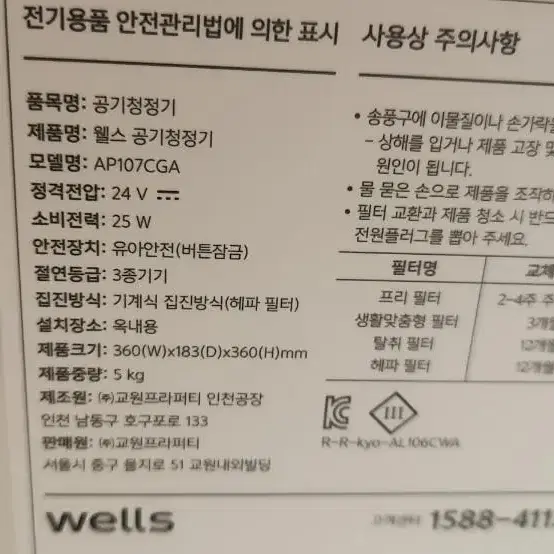 전기용품 안전관리법에 의한 표시
품목명: 공기청정기
제품명: 웰스 공기청정기
모델명: AP107CGA
정격전압: 24 V ⎓
소비전력: 25 W
안전장치: 유아안전(버튼잠금)
절연등급: 3종기기
집진방식: 기계식 집진방식(헤파 필터)
설치장소: 옥내용
제품크기: 360(W)x183(D)x360(H)mm
제품중량: 5 kg
제조원: ㈜교원프라퍼티 인천공장
인천 남동구 호구포로 133
판매원: ㈜교원프라퍼티
서울시 중구 을지로 51 교원내외빌딩
사용상 주의사항
• 송풍구에 이물질이나 손가락을
- 상해를 입거나 제품 고장 및
원인이 됩니다.
• 물 묻은 손으로 제품을 조작하
• 필터 교환과 제품 청소 시 반드
전원플러그를 뽑아 주세요.
필터명 교체
프리 필터 2-4주 주
생활맞춤형 필터 3개월
탈취 필터 12개월
헤파 필터 12개월
KC III
R-R-kyo-AL106CWA
wells 고객센터 1588-411